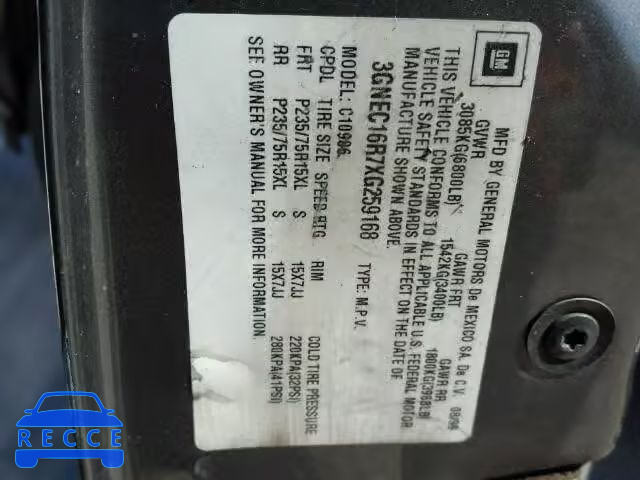 GM
MFD BY GENERAL MOTORS De MEXICO SA. De C.V. 08/98
GVWR GAWR FRT GAWR RR
3085KG(6800LB) 1542KG(3400LB) 1800KG(3968LB)
THIS VEHICLE CONFORMS TO ALL APPLICABLE U.S. FEDERAL MOTOR
VEHICLE SAFETY STANDARDS IN EFFECT ON THE DATE OF
MANUFACTURE SHOWN ABOVE.
3GNEC16R7XG259168 TYPE: M.P.V.
MODEL: C10906
CPDL TIRE SIZE SPEED RTG RIM COLD TIRE PRESSURE
FRT P235/75R15XL S 15X7JJ 220KPA(32PSI)
RR P235/75R15XL S 15X7JJ 280KPA(41PSI)
SEE OWNER'S MANUAL FOR MORE INFORMATION.
RECCE